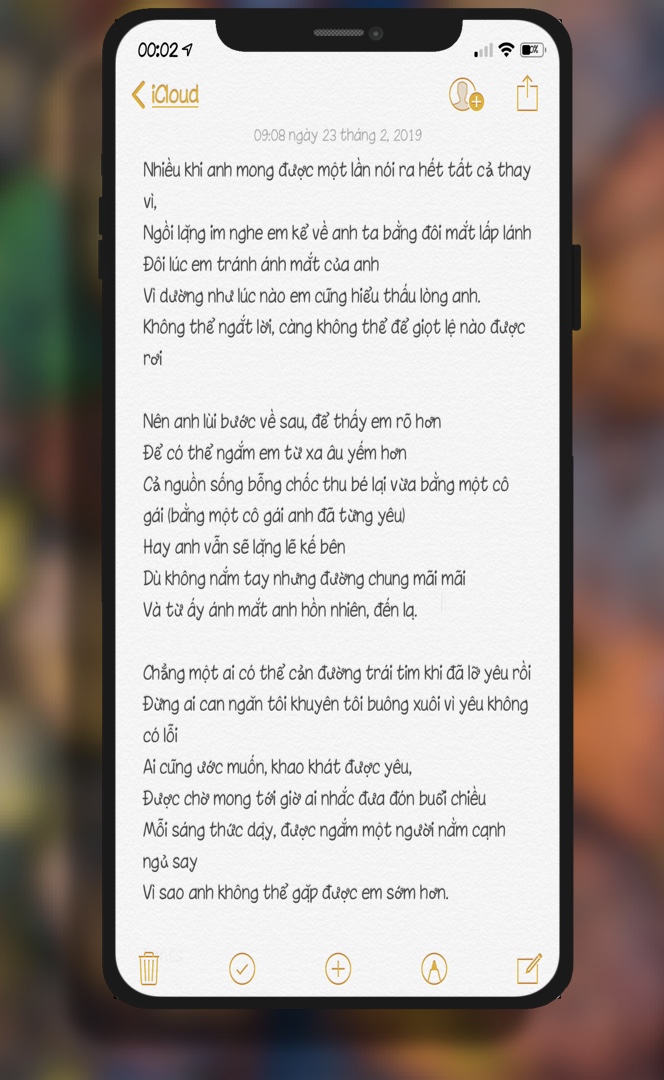 00:02
0%
iCloud
09:08 ngày 23 tháng 2, 2019
Nhiều khi anh mong được một lần nói ra hết tất cả thay
vì,
Ngồi lặng im nghe em kể về anh ta bằng đôi mắt lấp lánh
Đôi lúc em tránh ánh mắt của anh
Vì dường như lúc nào em cũng hiểu thấu lòng anh.
Không thể ngắt lời, càng không thể để giọt lệ nào được
rơi
Nên anh lùi bước về sau, để thấy em rõ hơn
Để có thể ngắm em từ xa âu yếm hơn
Cả nguồn sống bỗng chốc thu bé lại vừa bằng một cô
gái (bằng một cô gái anh đã từng yêu)
Hay anh vẫn sẽ lặng lẽ kế bên
Dù không nắm tay nhưng đường chung mãi mãi
Và từ ấy ánh mắt anh hồn nhiên, đến lạ.
Chẳng một ai có thể cản đường trái tim khi đã lỡ yêu rồi
Đừng ai can ngăn tôi khuyên tôi buông xuôi vì yêu không
có lỗi
Ai cũng ước muốn, khao khát được yêu,
Được chờ mong tới giờ ai nhắc đưa đón buổi chiều
Mỗi sáng thức dậy, được ngắm một người nằm cạnh
ngủ say
Vì sao anh không thể gặp được em sớm hơn.